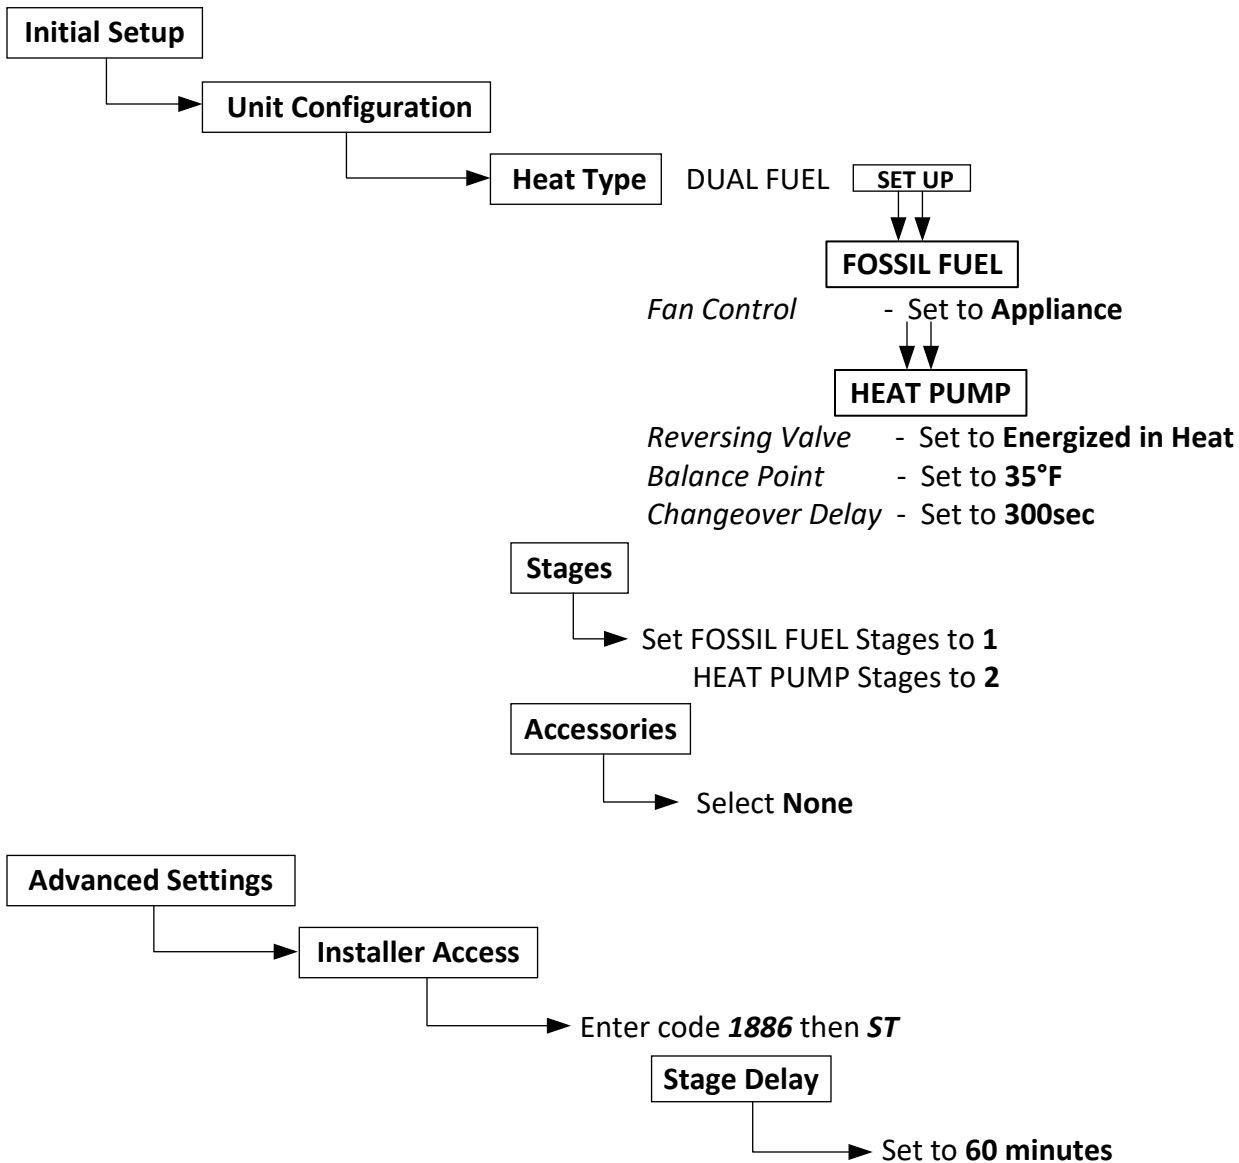 Initial Setup
Unit Configuration
Heat Type DUAL FUEL SET UP
FOSSIL FUEL
Fan Control - Set to Appliance
HEAT PUMP
Reversing Valve - Set to Energized in Heat
Balance Point - Set to 35°F
Changeover Delay - Set to 300sec
Stages
Set FOSSIL FUEL Stages to 1
HEAT PUMP Stages to 2
Accessories
Select None
Advanced Settings
Installer Access
Enter code 1886 then ST
Stage Delay
Set to 60 minutes